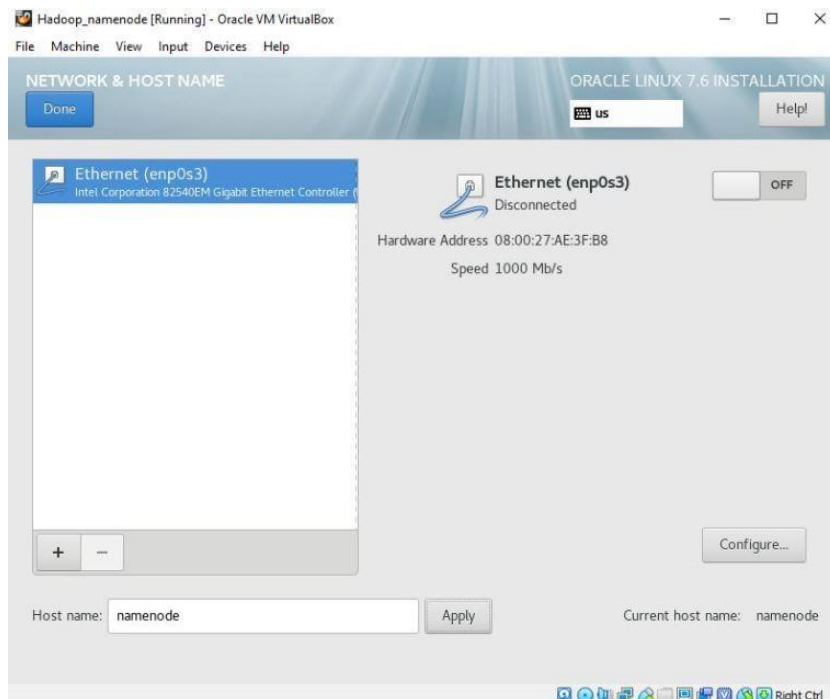 Hadoop_namenode [Running] - Oracle VM VirtualBox
File Machine View Input Devices Help
NETWORK & HOST NAME
ORACLE LINUX 7.6 INSTALLATION
Done
us
Help!
Ethernet (enp0s3)
Intel Corporation 82540EM Gigabit Ethernet Controller (
Ethernet (enp0s3)
Disconnected
OFF
Hardware Address 08:00:27:AE:3F:B8
Speed 1000 Mb/s
+ −
Configure...
Host name: namenode
Apply
Current host name: namenode
Right Ctrl